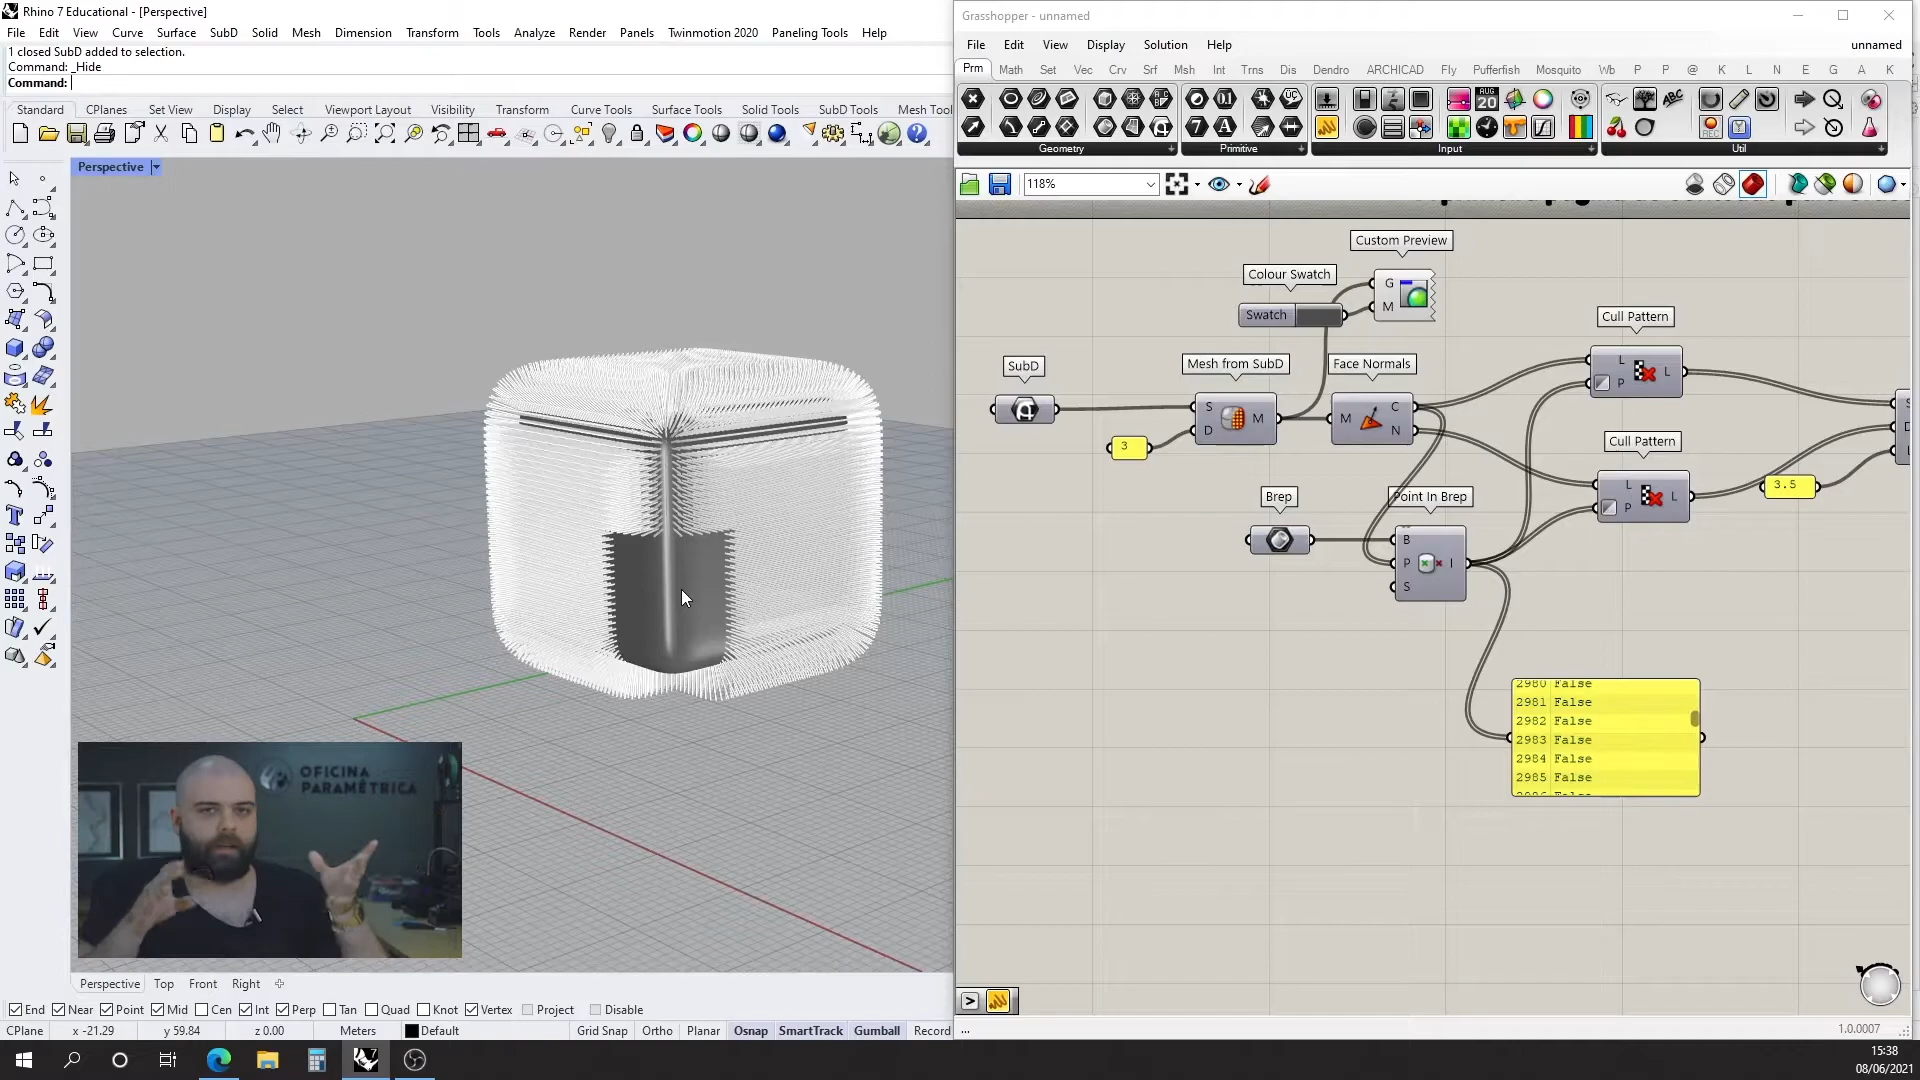 Rhino 7 Educational - [Perspective]
File Edit View Curve Surface SubD Solid Mesh Dimension Transform Tools Analyze Render Panels Twinmotion 2020 Paneling Tools Help
1 closed SubD added to selection.
Command: _Hide
Command:
Standard CPlanes Set View Display Select Viewport Layout Visibility Transform Curve Tools Surface Tools Solid Tools SubD Tools Mesh Tool
Perspective
OFICINA
PARAMÉTRICA
Perspective Top Front Right
End Near Point Mid Cen Int Perp Tan Quad Knot Vertex Project Disable
CPlane x -21.29 y 59.84 z 0.00 Meters Default Grid Snap Ortho Planar Osnap SmartTrack Gumball Record
Grasshopper - unnamed
File Edit View Display Solution Help unnamed
Prm Math Set Vec Crv Srf Msh Int Trns Dis Dendro ARCHICAD Fly Pufferfish Mosquito Wb P P @ K L N E G A K
Geometry Primitive Input Util
118%
Custom Preview
Colour Swatch
G
M
Swatch
Cull Pattern
L
P
L
SubD
Mesh from SubD
Face Normals
S
D
M
M
C
N
3
Cull Pattern
L
P
L
3.5
Brep
Point In Brep
B
P
S
I
2980 False
2981 False
2982 False
2983 False
2984 False
2985 False
2986 False
...
1.0.0007
15:38
08/06/2021